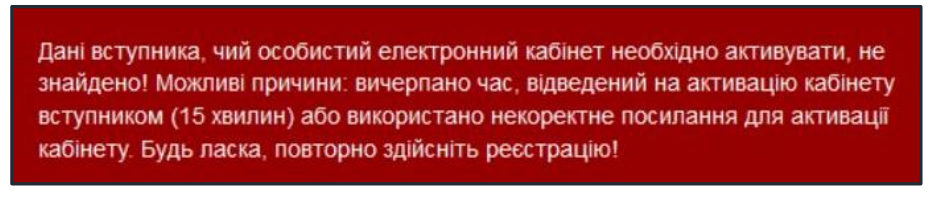 Дані вступника, чий особистий електронний кабінет необхідно активувати, не
знайдено! Можливі причини: вичерпано час, відведений на активацію кабінету
вступником (15 хвилин) або використано некоректне посилання для активації
кабінету. Будь ласка, повторно здійсніть реєстрацію!